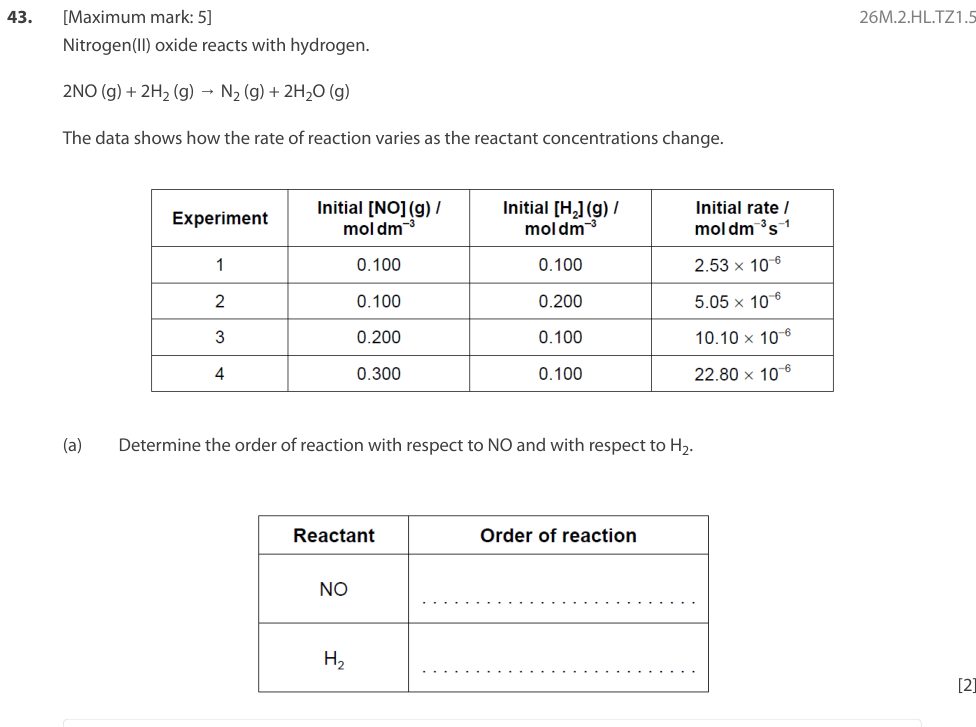 43. [Maximum mark: 5] 26M.2.HL.TZ1.5
Nitrogen(II) oxide reacts with hydrogen.
2NO (g) + 2H₂ (g) → N₂ (g) + 2H₂O (g)
The data shows how the rate of reaction varies as the reactant concentrations change.
Experiment Initial [NO] (g) / mol dm⁻³ Initial [H₂] (g) / mol dm⁻³ Initial rate / mol dm⁻³ s⁻¹
1 0.100 0.100 2.53 × 10⁻⁶
2 0.100 0.200 5.05 × 10⁻⁶
3 0.200 0.100 10.10 × 10⁻⁶
4 0.300 0.100 22.80 × 10⁻⁶
(a) Determine the order of reaction with respect to NO and with respect to H₂.
Reactant Order of reaction
NO ..........................
H₂ ..........................
[2]